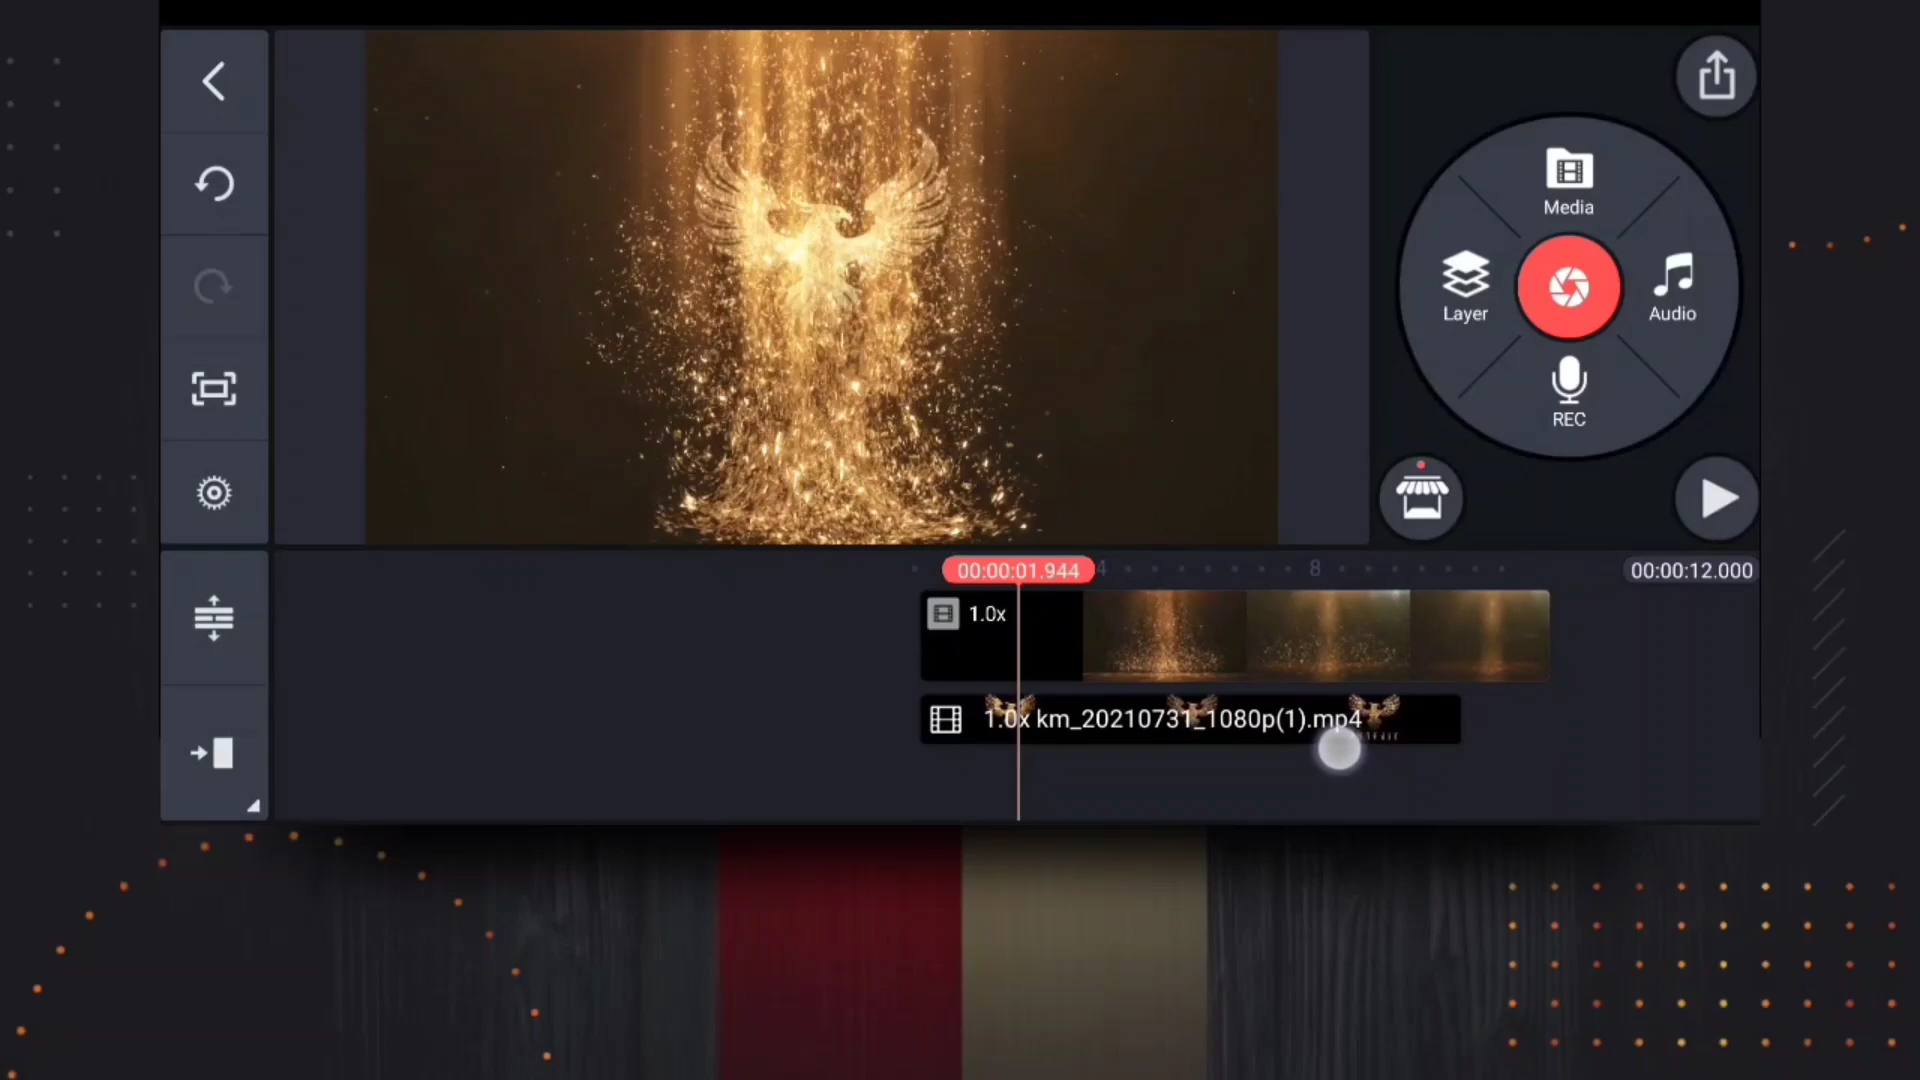 Media
Layer
Audio
REC
00:00:01.944
4
8
00:00:12.000
1.0x
1.0x km_20210731_1080p(1).mp4